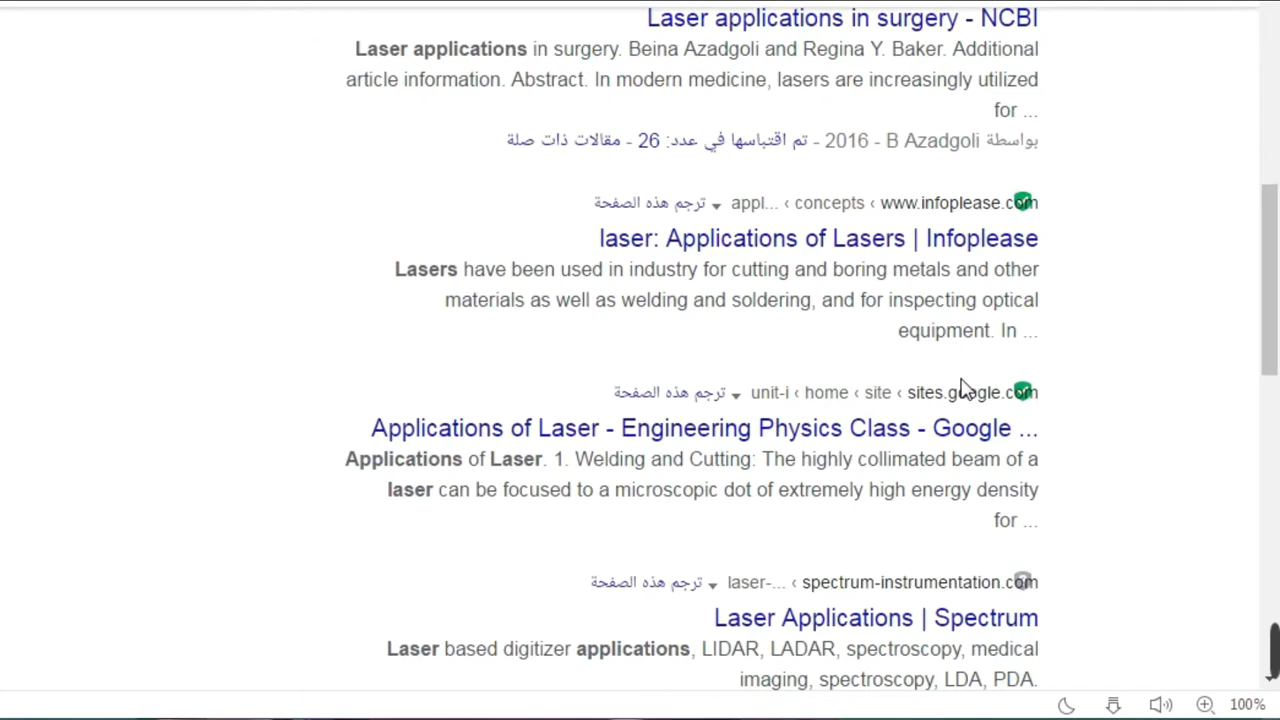 Laser applications in surgery - NCBI
Laser applications in surgery. Beina Azadgoli and Regina Y. Baker. Additional
article information. Abstract. In modern medicine, lasers are increasingly utilized
for ...
بواسطة B Azadgoli - 2016 - تم اقتباسها في عدد: 26 - مقالات ذات صلة
www.infoplease.com › concepts › appl... ترجم هذه الصفحة
laser: Applications of Lasers | Infoplease
Lasers have been used in industry for cutting and boring metals and other
materials as well as welding and soldering, and for inspecting optical
equipment. In ...
sites.google.com › site › home › unit-i ترجم هذه الصفحة
Applications of Laser - Engineering Physics Class - Google ...
Applications of Laser. 1. Welding and Cutting: The highly collimated beam of a
laser can be focused to a microscopic dot of extremely high energy density
for ...
spectrum-instrumentation.com › laser-... ترجم هذه الصفحة
Laser Applications | Spectrum
Laser based digitizer applications, LIDAR, LADAR, spectroscopy, medical
imaging, spectroscopy, LDA, PDA.
100%